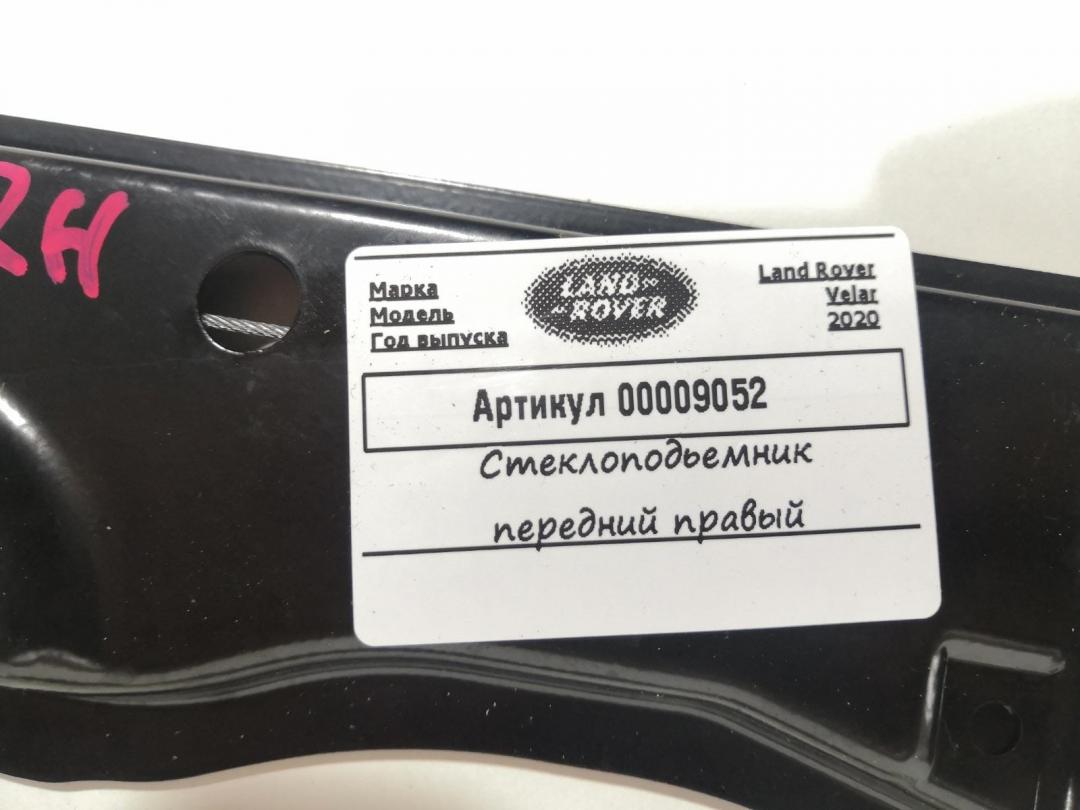 RH
Марка
Модель
Год выпуска
LAND
ROVER
Land Rover
Velar
2020
Артикул 00009052
Стеклоподьемник
передний правый